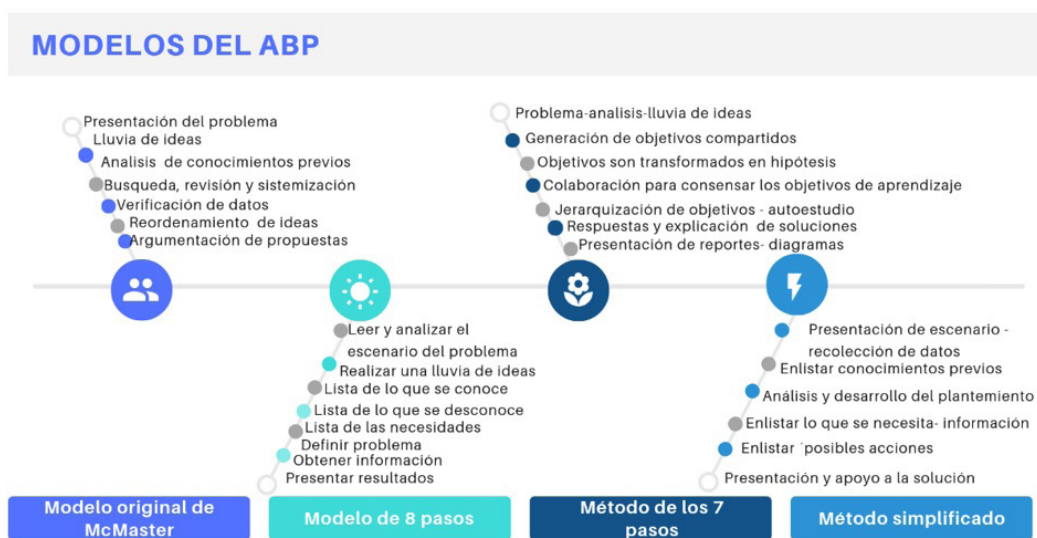 MODELOS DEL ABP
Presentación del problema
Lluvia de ideas
Analisis de conocimientos previos
Busqueda, revisión y sistemización
Verificación de datos
Reordenamiento de ideas
Argumentación de propuestas
Problema-analisis-lluvia de ideas
Generación de objetivos compartidos
Objetivos son transformados en hipótesis
Colaboración para consensar los objetivos de aprendizaje
Jerarquización de objetivos - autoestudio
Respuestas y explicación de soluciones
Presentación de reportes- diagramas
Leer y analizar el
escenario del problema
Realizar una lluvia de ideas
Lista de lo que se conoce
Lista de lo que se desconoce
Lista de las necesidades
Definir problema
Obtener información
Presentar resultados
Presentación de escenario -
recolección de datos
Enlistar conocimientos previos
Análisis y desarrollo del plantemiento
Enlistar lo que se necesita- información
Enlistar ´posibles acciones
Presentación y apoyo a la solución
Modelo original de
McMaster
Modelo de 8 pasos
Método de los 7
pasos
Método simplificado